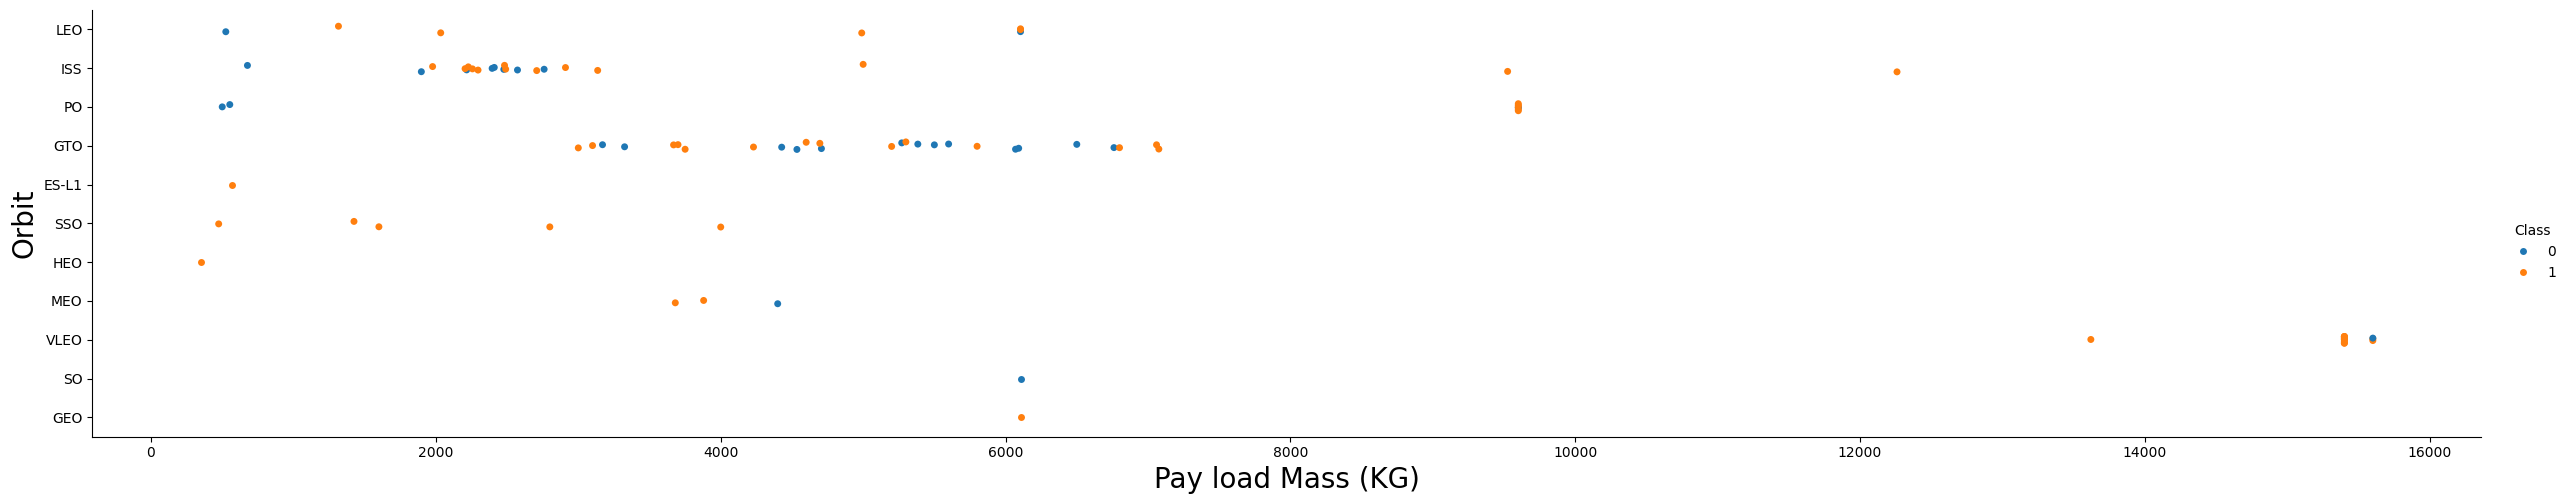 LEO
ISS
PO
GTO
ES-L1
SSO
HEO
MEO
VLEO
SO
GEO
Orbit
0 2000 4000 6000 8000 10000 12000 14000 16000
Pay load Mass (KG)
Class
0
1